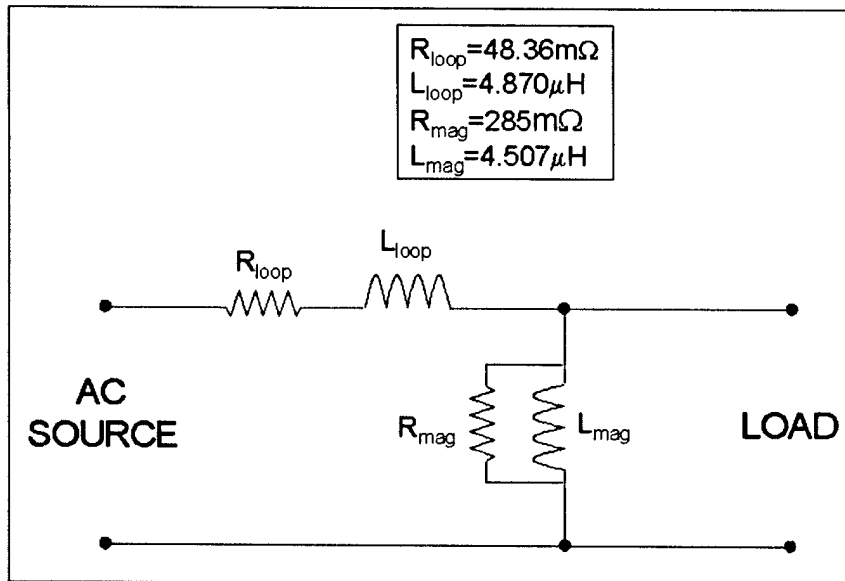 R_loop=48.36mΩ
L_loop=4.870μH
R_mag=285mΩ
L_mag=4.507μH
L_loop
R_loop
AC
SOURCE
R_mag
L_mag
LOAD